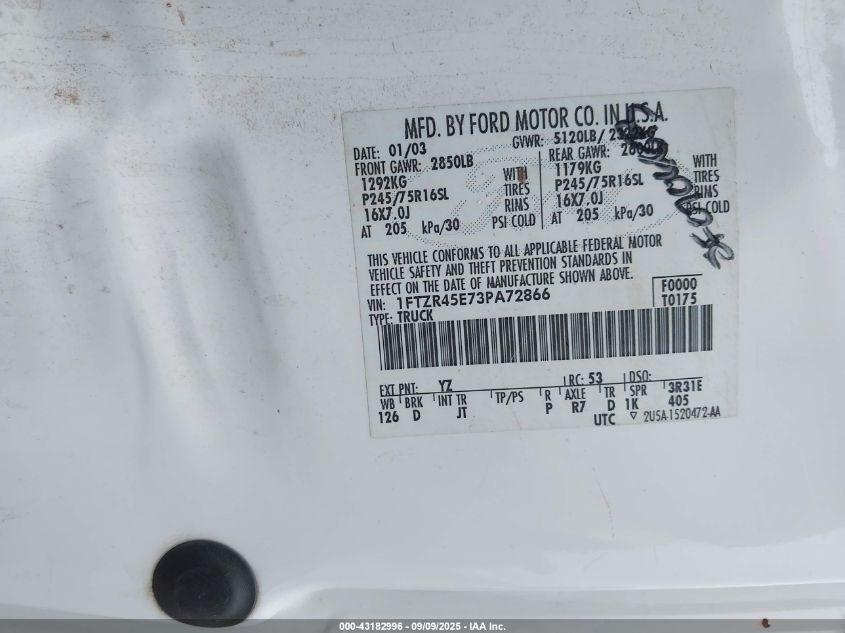 MFD. BY FORD MOTOR CO. IN U.S.A.
DATE: 01/03 GVWR: 5120LB/
FRONT GAWR: 2850LB REAR GAWR:
1292KG WITH 1179KG WITH
P245/75R16SL TIRES P245/75R16SL TIRES
16X7.0J RINS 16X7.0J RINS
AT 205 kPa/30 PSI COLD AT 205 kPa/30 PSI COLD
THIS VEHICLE CONFORMS TO ALL APPLICABLE FEDERAL MOTOR
VEHICLE SAFETY AND THEFT PREVENTION STANDARDS IN
EFFECT ON THE DATE OF MANUFACTURE SHOWN ABOVE.
VIN: 1FTZR45E73PA72866 F0000
TYPE: TRUCK T0175
EXT PNT: YZ RC: 53 DSO:
WB BRK INT TR TP/PS R AXLE TR SPR 3R31E
126 D JT P R7 D 1K 405
UTC ▽ 2U5A-1520472-AA
000-43182996 - 09/09/2025 - IAA Inc.